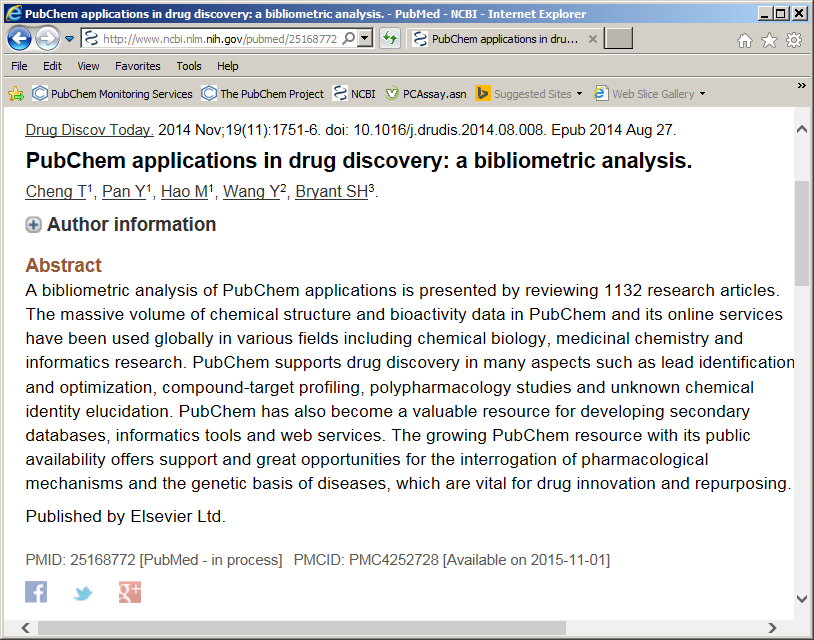 PubChem applications in drug discovery: a bibliometric analysis. - PubMed - NCBI - Internet Explorer
http://www.ncbi.nlm.nih.gov/pubmed/25168772
PubChem applications in dru...
File Edit View Favorites Tools Help
PubChem Monitoring Services The PubChem Project NCBI PCAssay.asn Suggested Sites Web Slice Gallery »
Drug Discov Today. 2014 Nov;19(11):1751-6. doi: 10.1016/j.drudis.2014.08.008. Epub 2014 Aug 27.
PubChem applications in drug discovery: a bibliometric analysis.
Cheng T¹, Pan Y¹, Hao M¹, Wang Y², Bryant SH³.
Author information
Abstract
A bibliometric analysis of PubChem applications is presented by reviewing 1132 research articles.
The massive volume of chemical structure and bioactivity data in PubChem and its online services
have been used globally in various fields including chemical biology, medicinal chemistry and
informatics research. PubChem supports drug discovery in many aspects such as lead identification
and optimization, compound-target profiling, polypharmacology studies and unknown chemical
identity elucidation. PubChem has also become a valuable resource for developing secondary
databases, informatics tools and web services. The growing PubChem resource with its public
availability offers support and great opportunities for the interrogation of pharmacological
mechanisms and the genetic basis of diseases, which are vital for drug innovation and repurposing.
Published by Elsevier Ltd.
PMID: 25168772 [PubMed - in process] PMCID: PMC4252728 [Available on 2015-11-01]